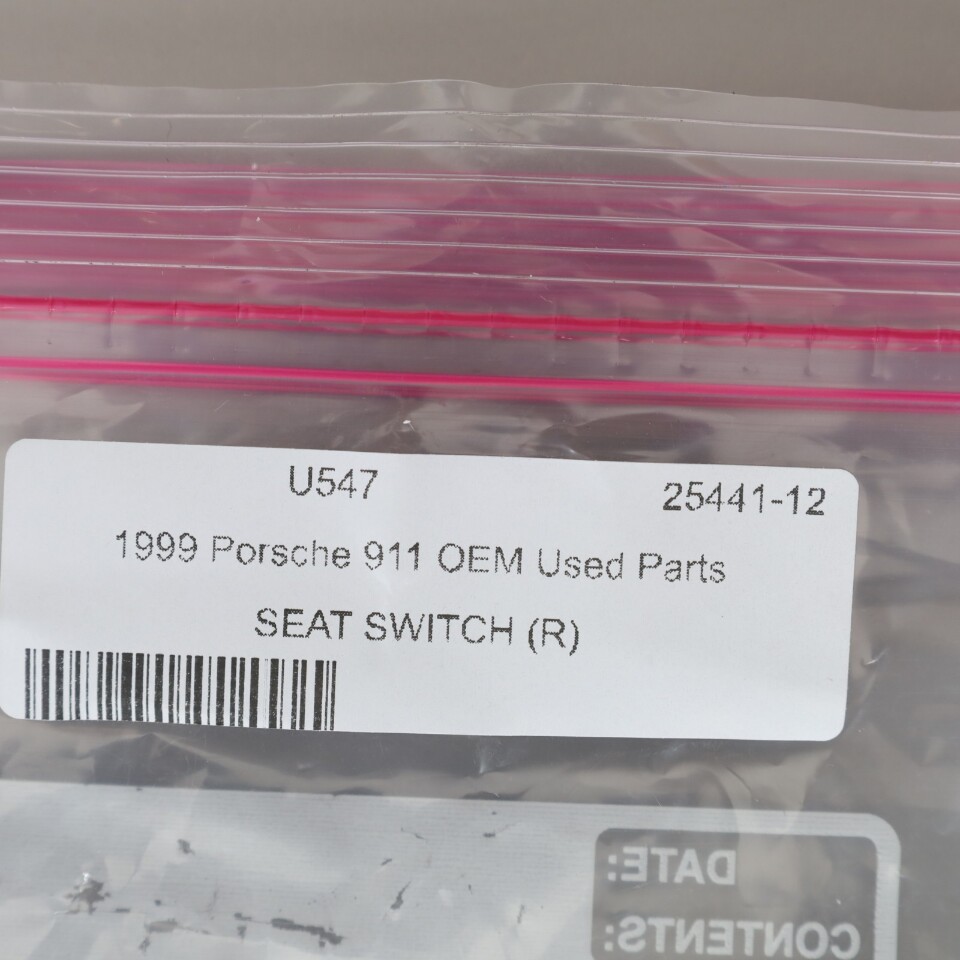 U547 25441-12
1999 Porsche 911 OEM Used Parts
SEAT SWITCH (R)
DATE:
CONTENTS: